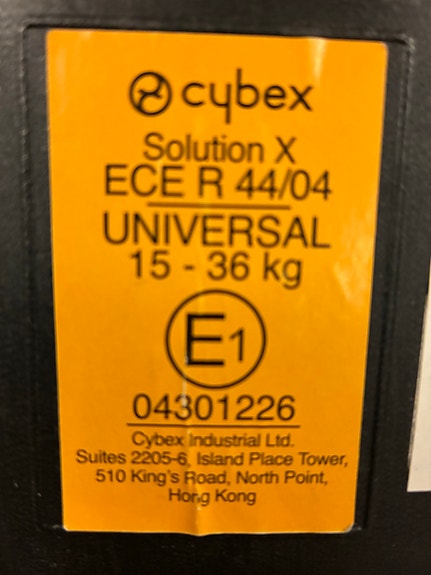 cybex
Solution X
ECE R 44/04
UNIVERSAL
15 - 36 kg
E1
04301226
Cybex Industrial Ltd.
Suites 2205-6, Island Place Tower,
510 King's Road, North Point,
Hong Kong